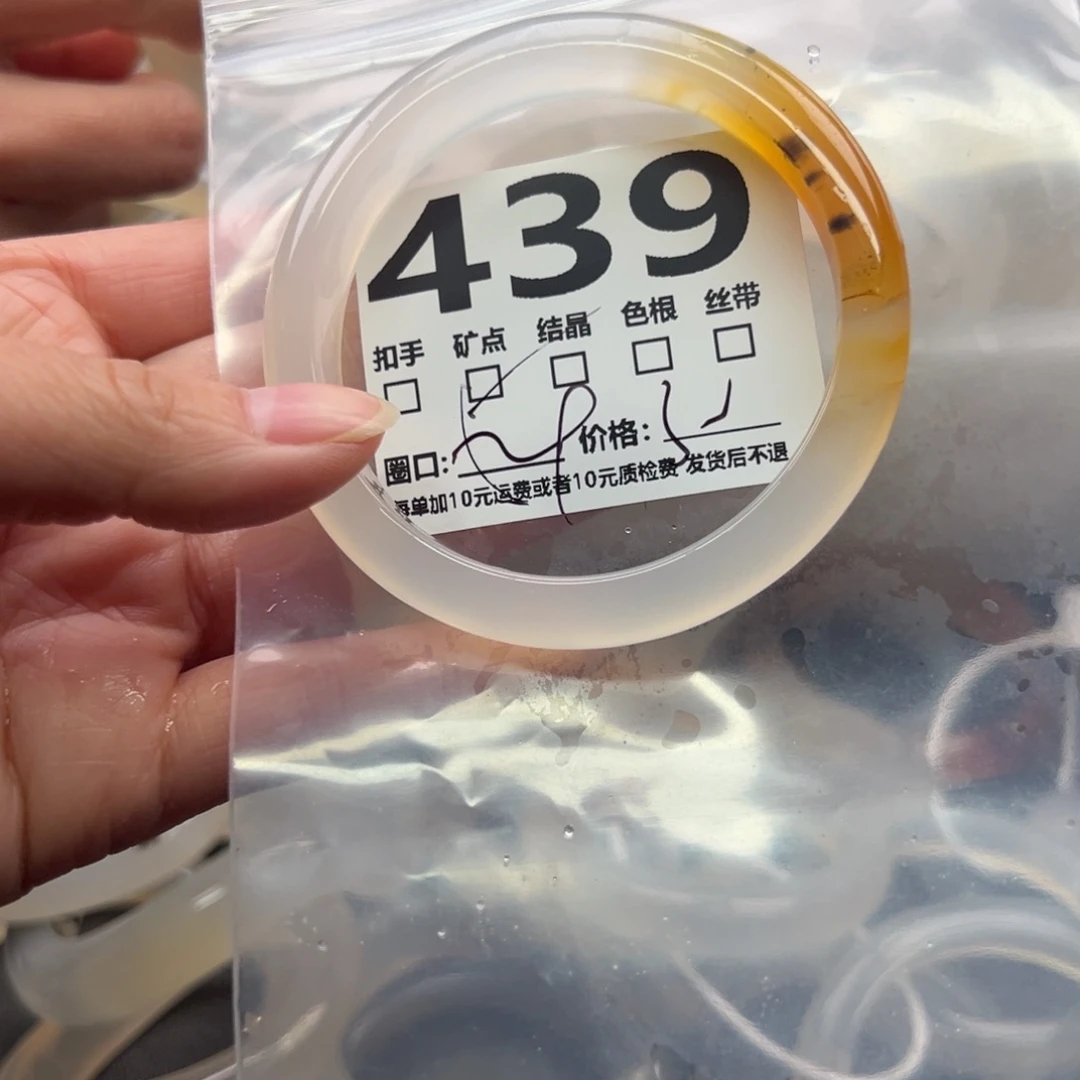 439
扣手 矿点 结晶 色根 丝带
圈口: 价格:
每单加10元运费或者10元质检费 发货后不退